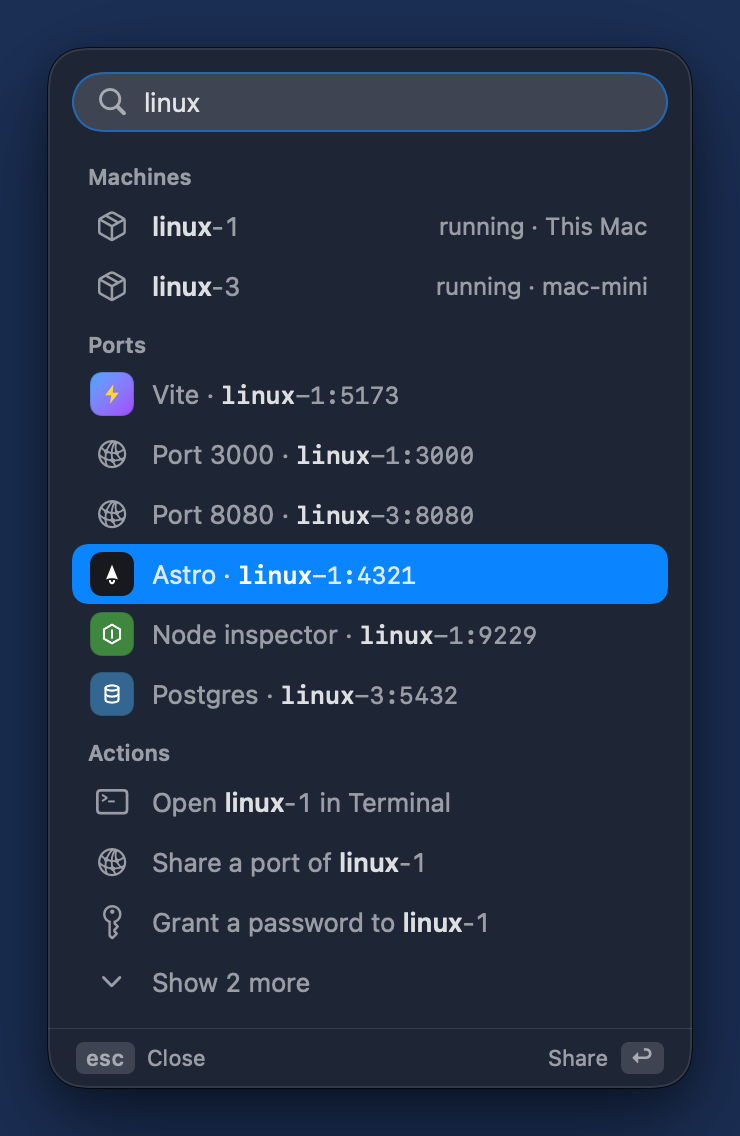 linux
Machines
linux-1 running · This Mac
linux-3 running · mac-mini
Ports
Vite · linux-1:5173
Port 3000 · linux-1:3000
Port 8080 · linux-3:8080
Astro · linux-1:4321
Node inspector · linux-1:9229
Postgres · linux-3:5432
Actions
Open linux-1 in Terminal
Share a port of linux-1
Grant a password to linux-1
Show 2 more
esc Close Share